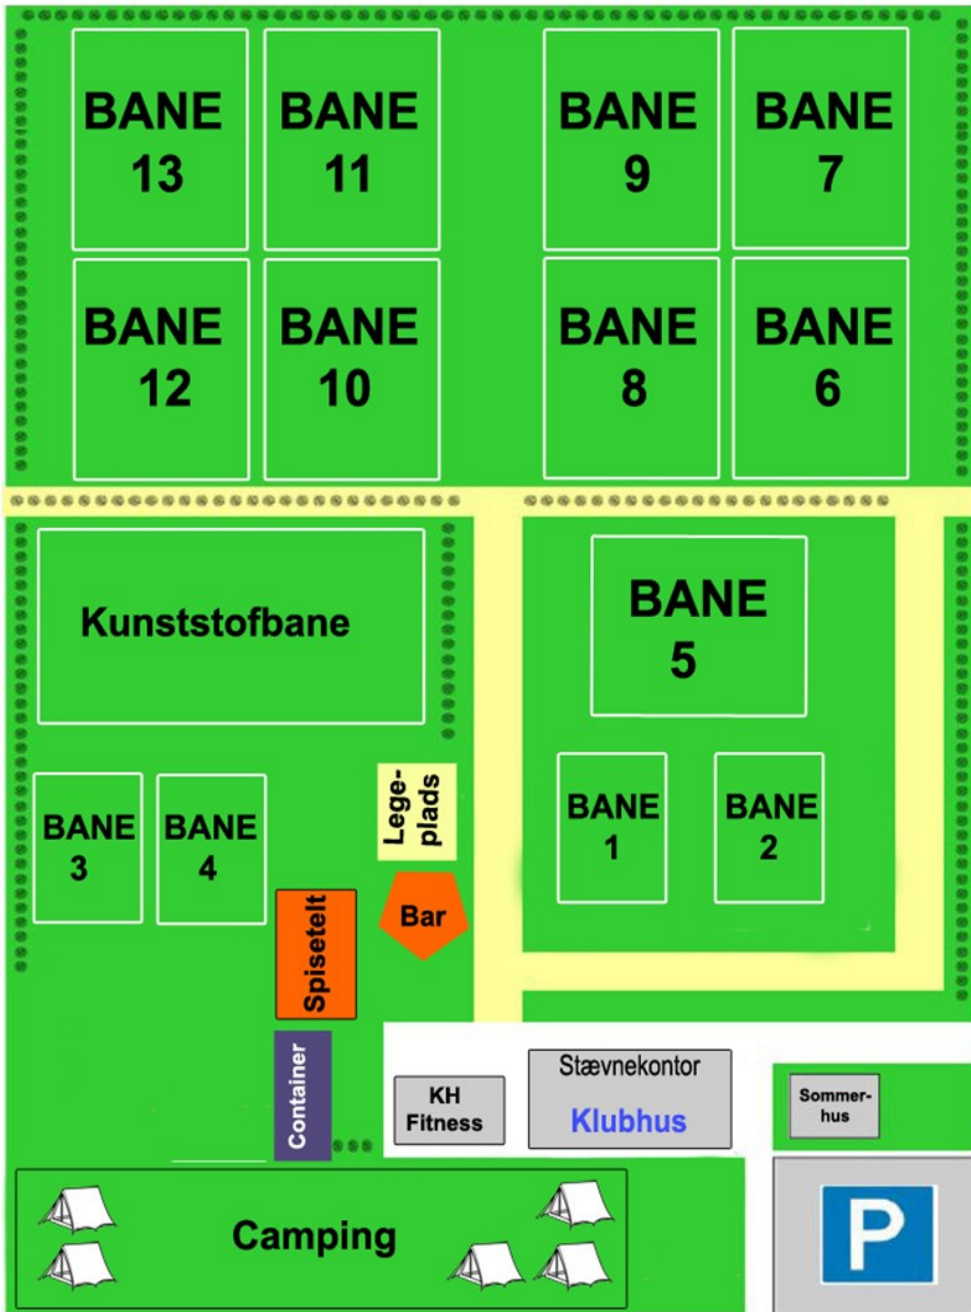 BANE
13
BANE
11
BANE
9
BANE
7
BANE
12
BANE
10
BANE
8
BANE
6
Kunststofbane
BANE
5
BANE
3
BANE
4
Lege-
plads
BANE
1
BANE
2
Bar
Spisetelt
Container
KH
Fitness
Stævnekontor
Klubhus
Sommer-
hus
Camping
P